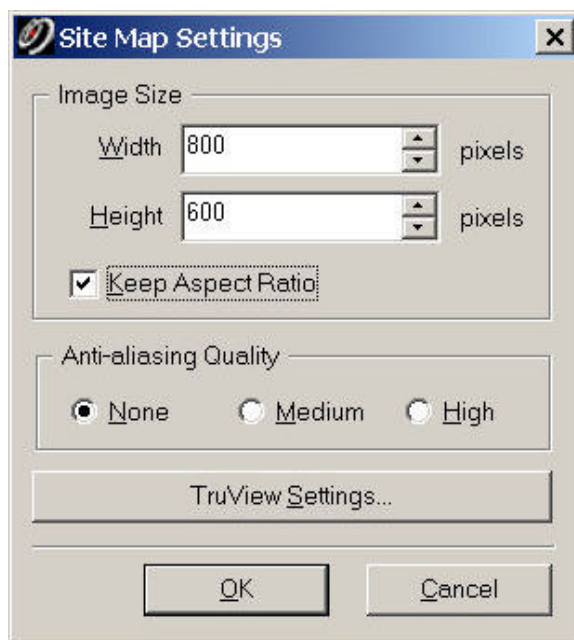 Site Map Settings
Image Size
Width 800 pixels
Height 600 pixels
Keep Aspect Ratio
Anti-aliasing Quality
None Medium High
TruView Settings...
OK Cancel